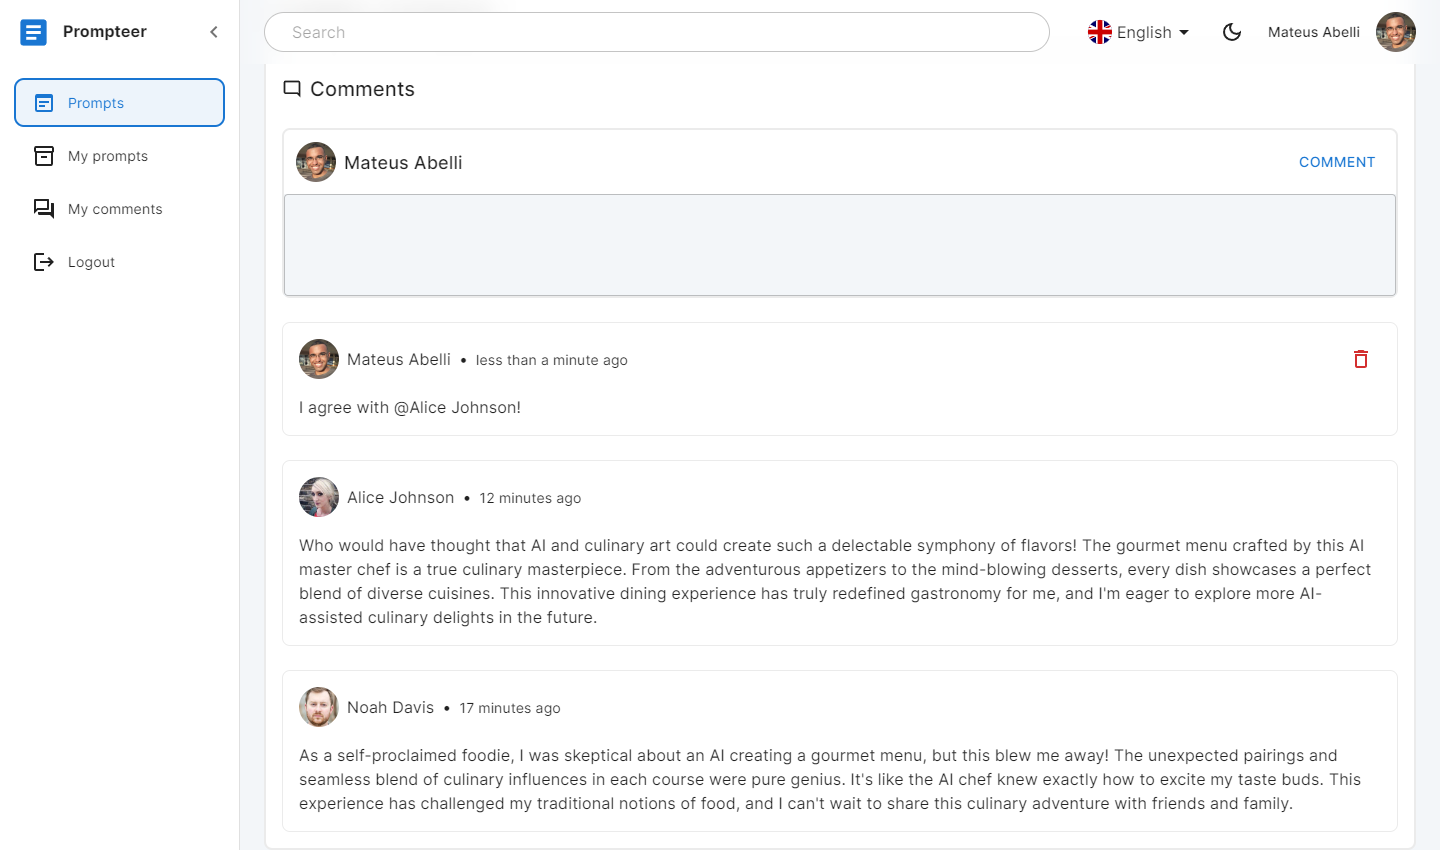 Prompteer
Search
English
Mateus Abelli
Prompts
My prompts
My comments
Logout
Comments
Mateus Abelli
COMMENT
Mateus Abelli • less than a minute ago
I agree with @Alice Johnson!
Alice Johnson • 12 minutes ago
Who would have thought that AI and culinary art could create such a delectable symphony of flavors! The gourmet menu crafted by this AI
master chef is a true culinary masterpiece. From the adventurous appetizers to the mind-blowing desserts, every dish showcases a perfect
blend of diverse cuisines. This innovative dining experience has truly redefined gastronomy for me, and I'm eager to explore more AI-
assisted culinary delights in the future.
Noah Davis • 17 minutes ago
As a self-proclaimed foodie, I was skeptical about an AI creating a gourmet menu, but this blew me away! The unexpected pairings and
seamless blend of culinary influences in each course were pure genius. It's like the AI chef knew exactly how to excite my taste buds. This
experience has challenged my traditional notions of food, and I can't wait to share this culinary adventure with friends and family.